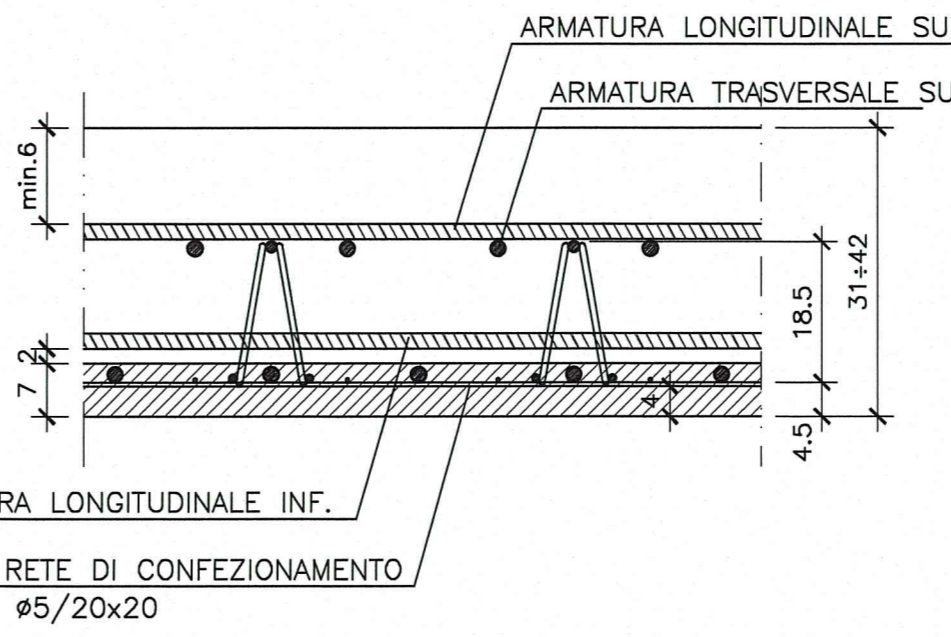 ARMATURA LONGITUDINALE SU
ARMATURA TRASVERSALE SU
min.6
31÷42
18.5
2
7
4
4.5
RA LONGITUDINALE INF.
RETE DI CONFEZIONAMENTO
ø5/20x20